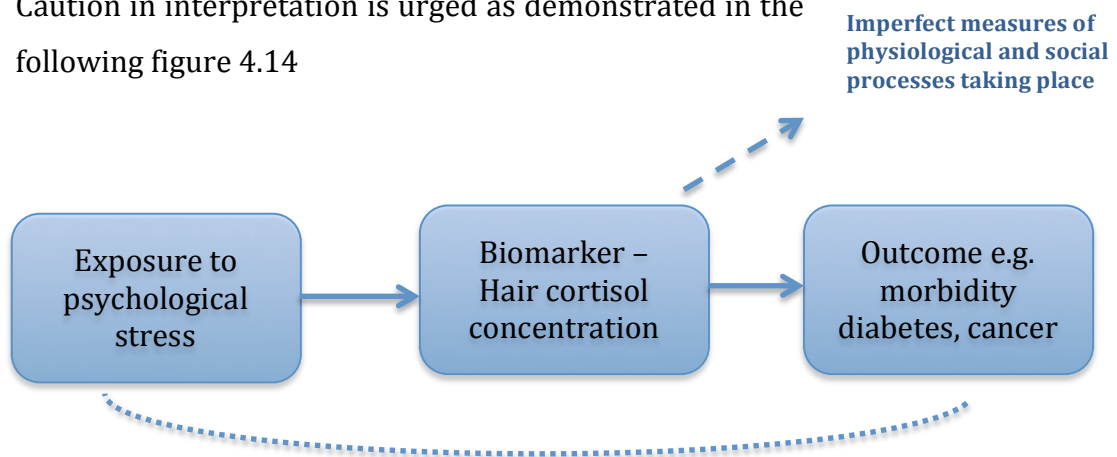 Caution in interpretation is urged as demonstrated in the
following figure 4.14
Imperfect measures of
physiological and social
processes taking place
Exposure to
psychological
stress
Biomarker –
Hair cortisol
concentration
Outcome e.g.
morbidity
diabetes, cancer